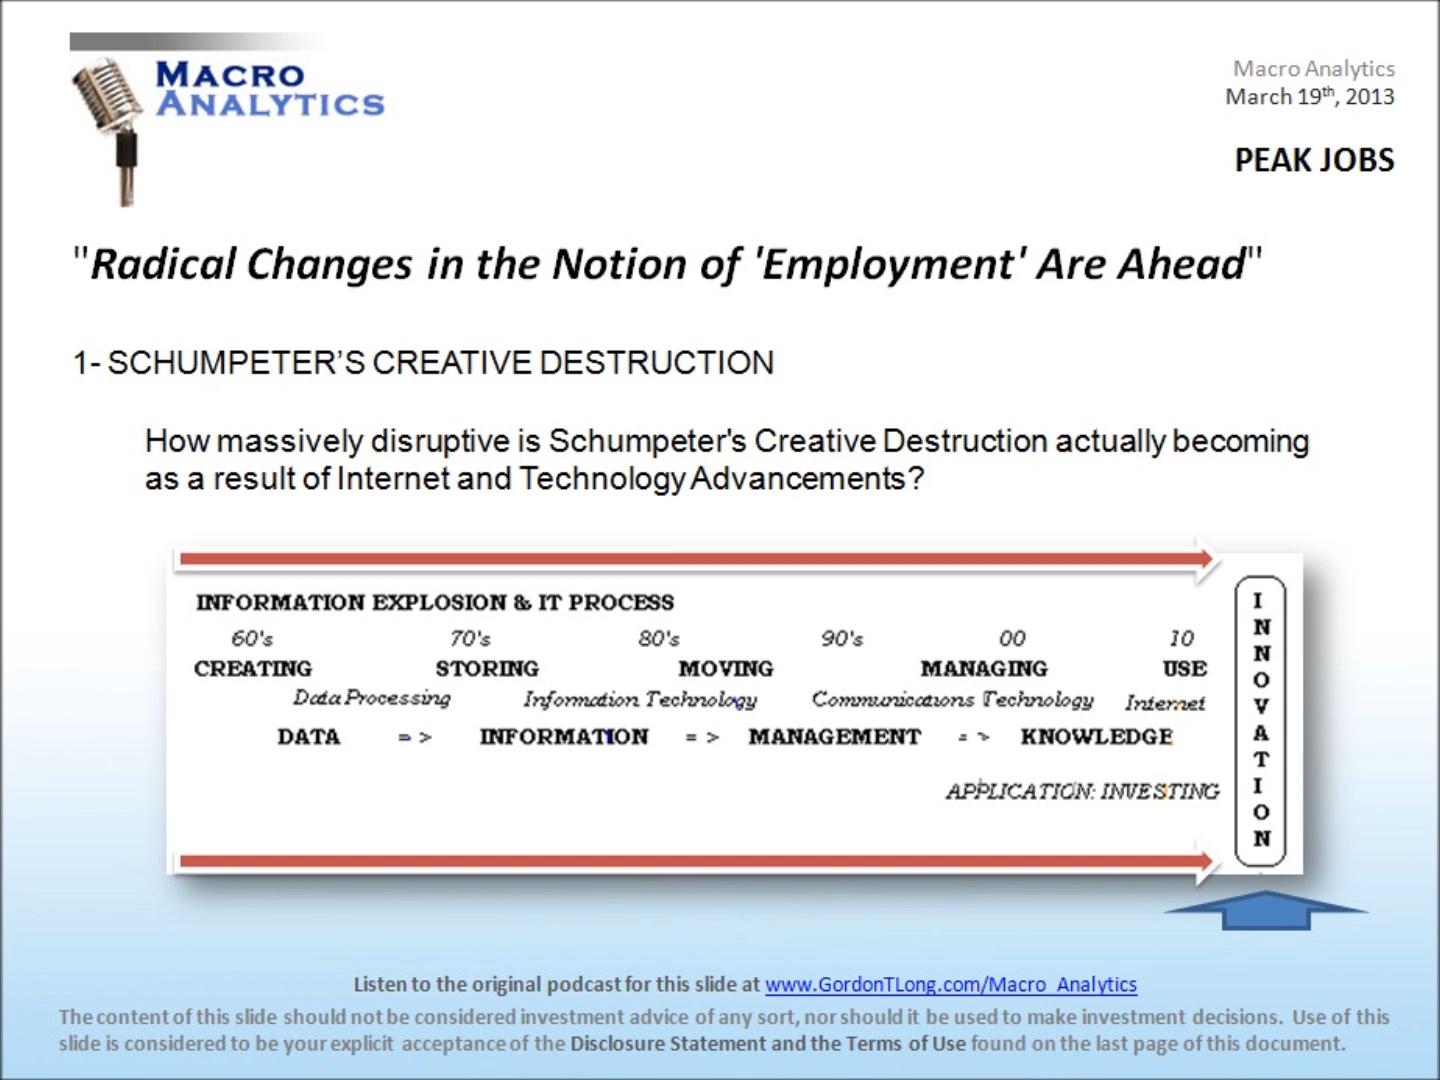 MACRO
ANALYTICS
Macro Analytics
March 19th, 2013
PEAK JOBS
"Radical Changes in the Notion of 'Employment' Are Ahead"
1- SCHUMPETER’S CREATIVE DESTRUCTION
How massively disruptive is Schumpeter's Creative Destruction actually becoming
as a result of Internet and Technology Advancements?
INFORMATION EXPLOSION & IT PROCESS
60's 70's 80's 90's 00 10
CREATING STORING MOVING MANAGING USE
Data Processing Information Technology Communications Technology Internet
DATA => INFORMATION => MANAGEMENT => KNOWLEDGE
APPLICATION: INVESTING
INNOVATION
Listen to the original podcast for this slide at www.GordonTLong.com/Macro_Analytics
The content of this slide should not be considered investment advice of any sort, nor should it be used to make investment decisions. Use of this
slide is considered to be your explicit acceptance of the Disclosure Statement and the Terms of Use found on the last page of this document.